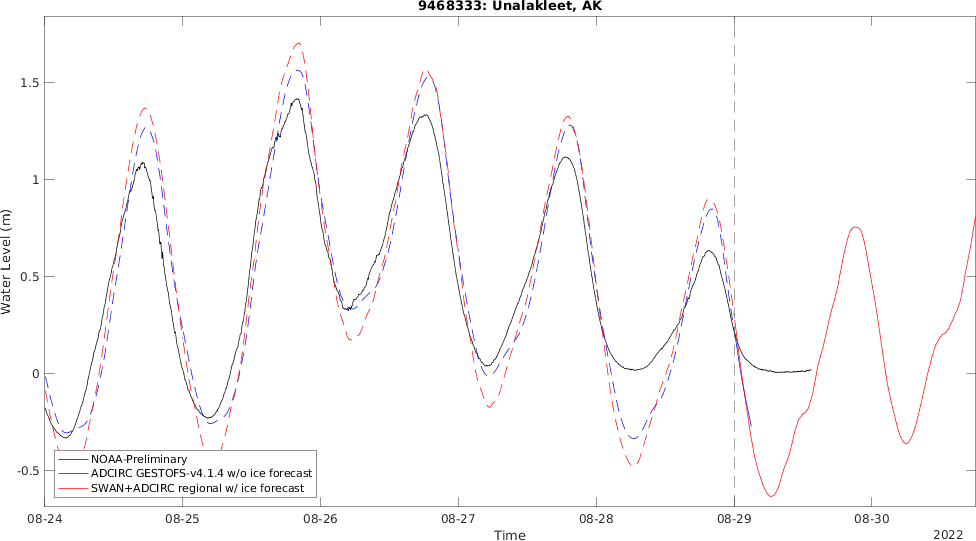 9468333: Unalakleet, AK
Water Level (m)
1.5
1
0.5
0
-0.5
NOAA-Preliminary
ADCIRC GESTOFS-v4.1.4 w/o ice forecast
SWAN+ADCIRC regional w/ ice forecast
08-24 08-25 08-26 08-27 08-28 08-29 08-30
Time
2022